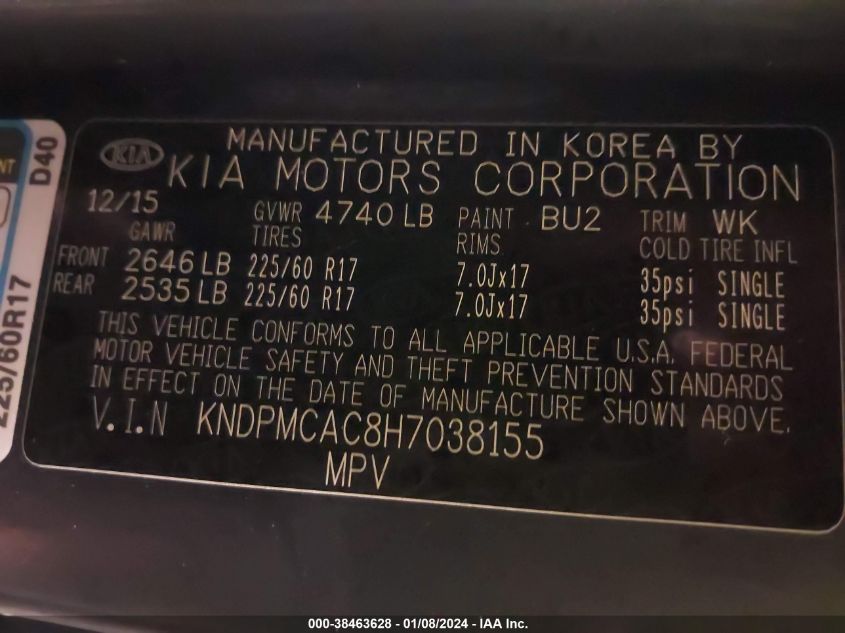 KIA
MANUFACTURED IN KOREA BY
KIA MOTORS CORPORATION
12/15 GVWR 4740 LB PAINT BU2 TRIM WK
GAWR TIRES RIMS COLD TIRE INFL
FRONT 2646 LB 225/60 R17 7.0Jx17 35psi SINGLE
REAR 2535 LB 225/60 R17 7.0Jx17 35psi SINGLE
THIS VEHICLE CONFORMS TO ALL APPLICABLE U.S.A. FEDERAL
MOTOR VEHICLE SAFETY AND THEFT PREVENTION STANDARDS
IN EFFECT ON THE DATE OF MANUFACTURE SHOWN ABOVE.
V.I.N KNDPMCAC8H7038155
MPV
D40
225/60R17
000-38463628 - 01/08/2024 - IAA Inc.